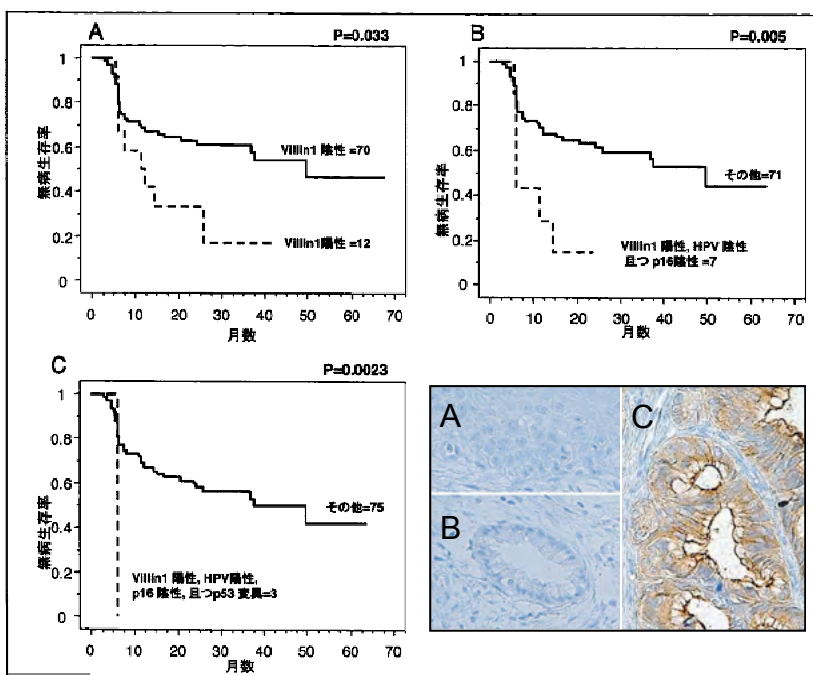 A
P=0.033
無病生存率
1
0.8
0.6
0.4
0.2
0
Villin1 陰性=70
Villin1陽性=12
0 10 20 30 40 50 60 70
月数
B
P=0.005
無病生存率
1
0.8
0.6
0.4
0.2
0
その他=71
Villin1 陽性, HPV 陰性
且つ p16陰性 =7
0 10 20 30 40 50 60 70
月数
C
P=0.0023
無病生存率
1
0.8
0.6
0.4
0.2
0
その他=75
Villin1 陽性, HPV陽性,
p16 陰性, 且つp53 変異=3
0 10 20 30 40 50 60 70
月数
A
B
C